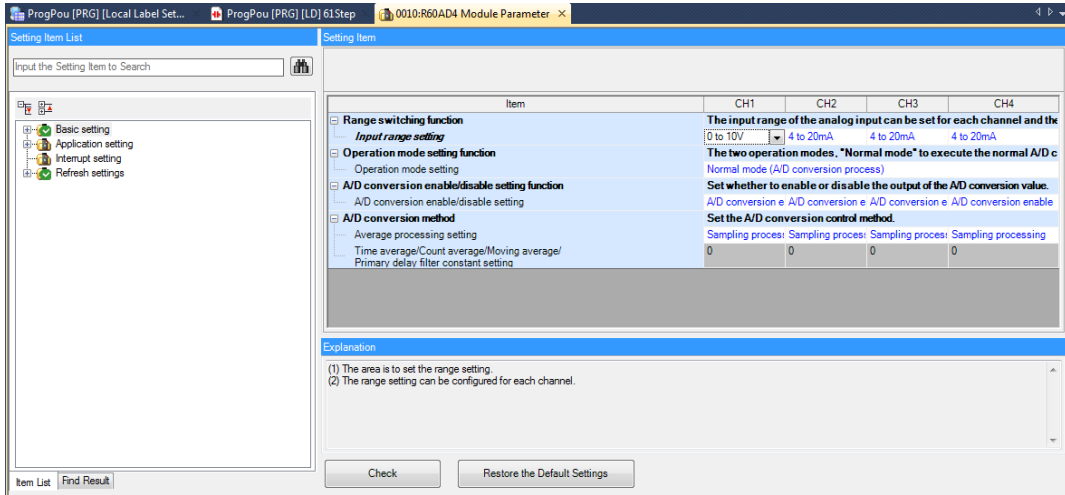 ProgPou [PRG] [Local Label Set... ProgPou [PRG] [LD] 61Step 0010:R60AD4 Module Parameter
Setting Item List
Input the Setting Item to Search
Basic setting
Application setting
Interrupt setting
Refresh settings
Item List Find Result
Setting Item
Item CH1 CH2 CH3 CH4
Range switching function The input range of the analog input can be set for each channel and the
Input range setting 0 to 10V 4 to 20mA 4 to 20mA 4 to 20mA
Operation mode setting function The two operation modes, "Normal mode" to execute the normal A/D c
Operation mode setting Normal mode (A/D conversion process)
A/D conversion enable/disable setting function Set whether to enable or disable the output of the A/D conversion value.
A/D conversion enable/disable setting A/D conversion e A/D conversion e A/D conversion e A/D conversion enable
A/D conversion method Set the A/D conversion control method.
Average processing setting Sampling process Sampling process Sampling process Sampling processing
Time average/Count average/Moving average/
Primary delay filter constant setting 0 0 0 0
Explanation
(1) The area is to set the range setting.
(2) The range setting can be configured for each channel.
Check Restore the Default Settings